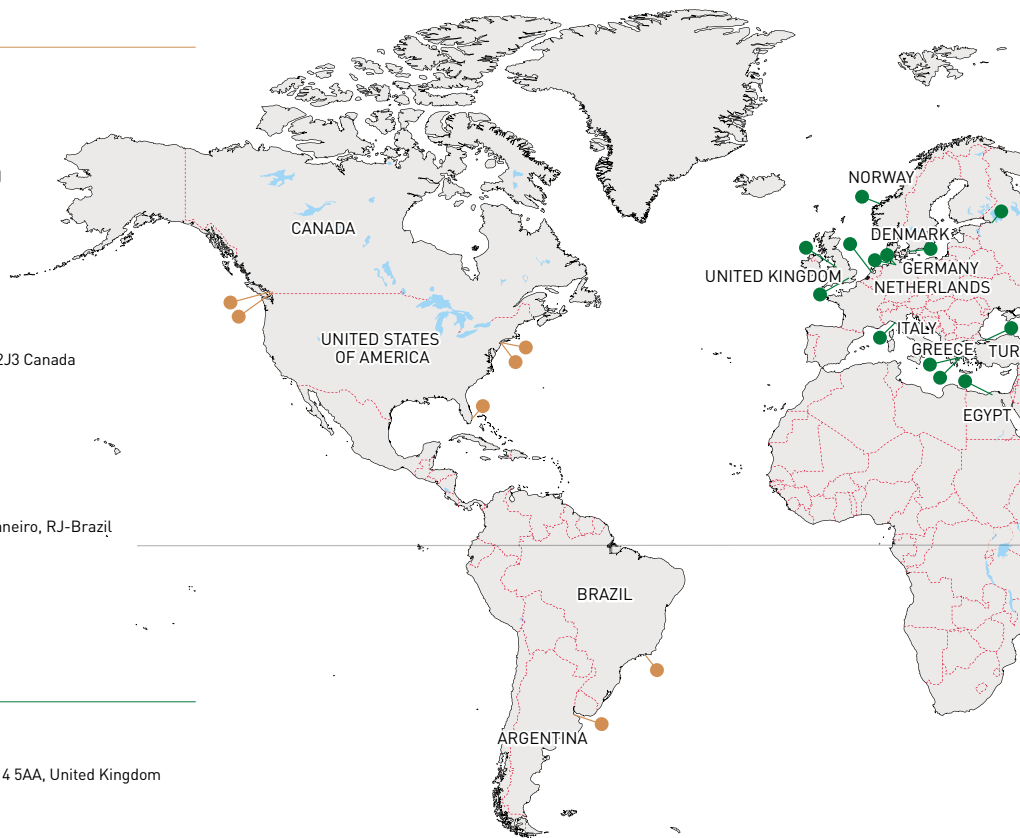 NORWAY
CANADA
DENMARK
UNITED KINGDOM
GERMANY
NETHERLANDS
UNITED STATES
OF AMERICA
ITALY
GREECE
TUR
2J3 Canada
EGYPT
neiro, RJ-Brazil
BRAZIL
ARGENTINA
4 5AA, United Kingdom